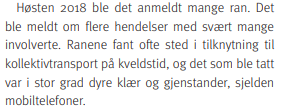 Høsten 2018 ble det anmeldt mange ran. Det
ble meldt om flere hendelser med svært mange
involverte. Ranene fant ofte sted i tilknytning til
kollektivtransport på kveldstid, og det som ble tatt
var i stor grad dyre klær og gjenstander, sjelden
mobiltelefoner.